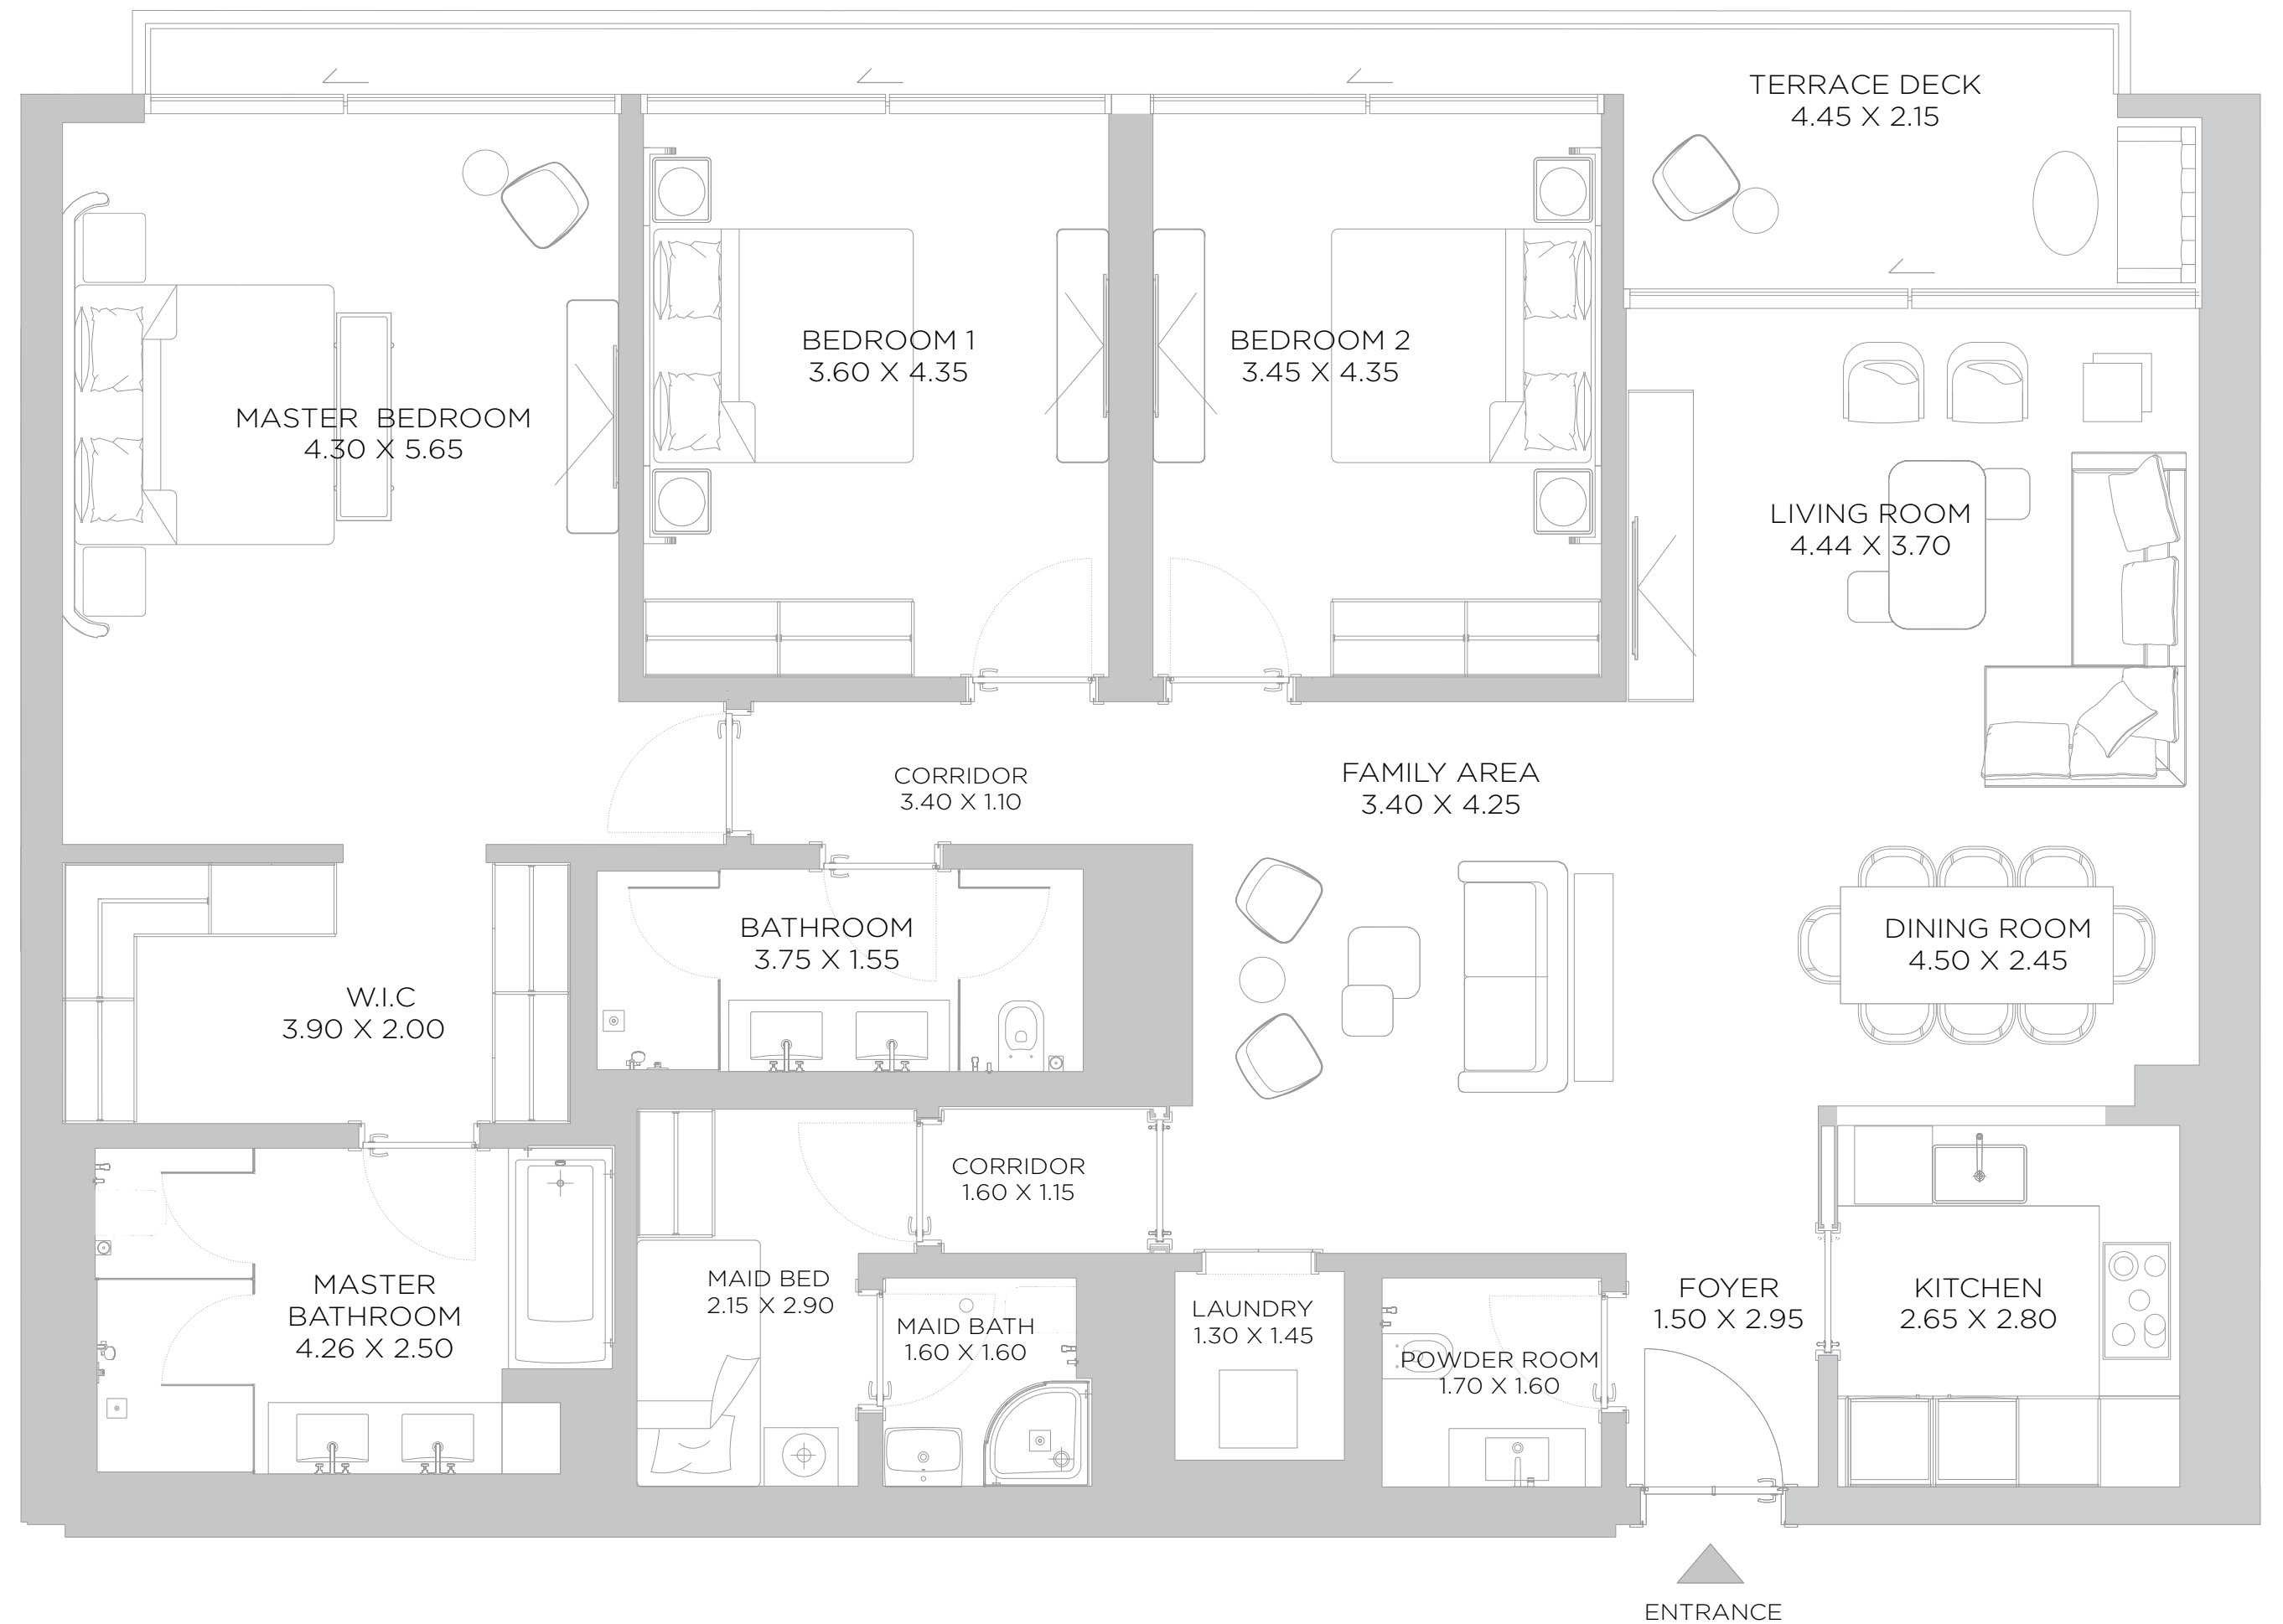 TERRACE DECK
4.45 X 2.15
BEDROOM 1
3.60 X 4.35
BEDROOM 2
3.45 X 4.35
MASTER BEDROOM
4.30 X 5.65
LIVING ROOM
4.44 X 3.70
CORRIDOR
3.40 X 1.10
FAMILY AREA
3.40 X 4.25
BATHROOM
3.75 X 1.55
DINING ROOM
4.50 X 2.45
W.I.C
3.90 X 2.00
CORRIDOR
1.60 X 1.15
MASTER
BATHROOM
4.26 X 2.50
MAID BED
2.15 X 2.90
MAID BATH
1.60 X 1.60
LAUNDRY
1.30 X 1.45
POWDER ROOM
1.70 X 1.60
FOYER
1.50 X 2.95
KITCHEN
2.65 X 2.80
ENTRANCE